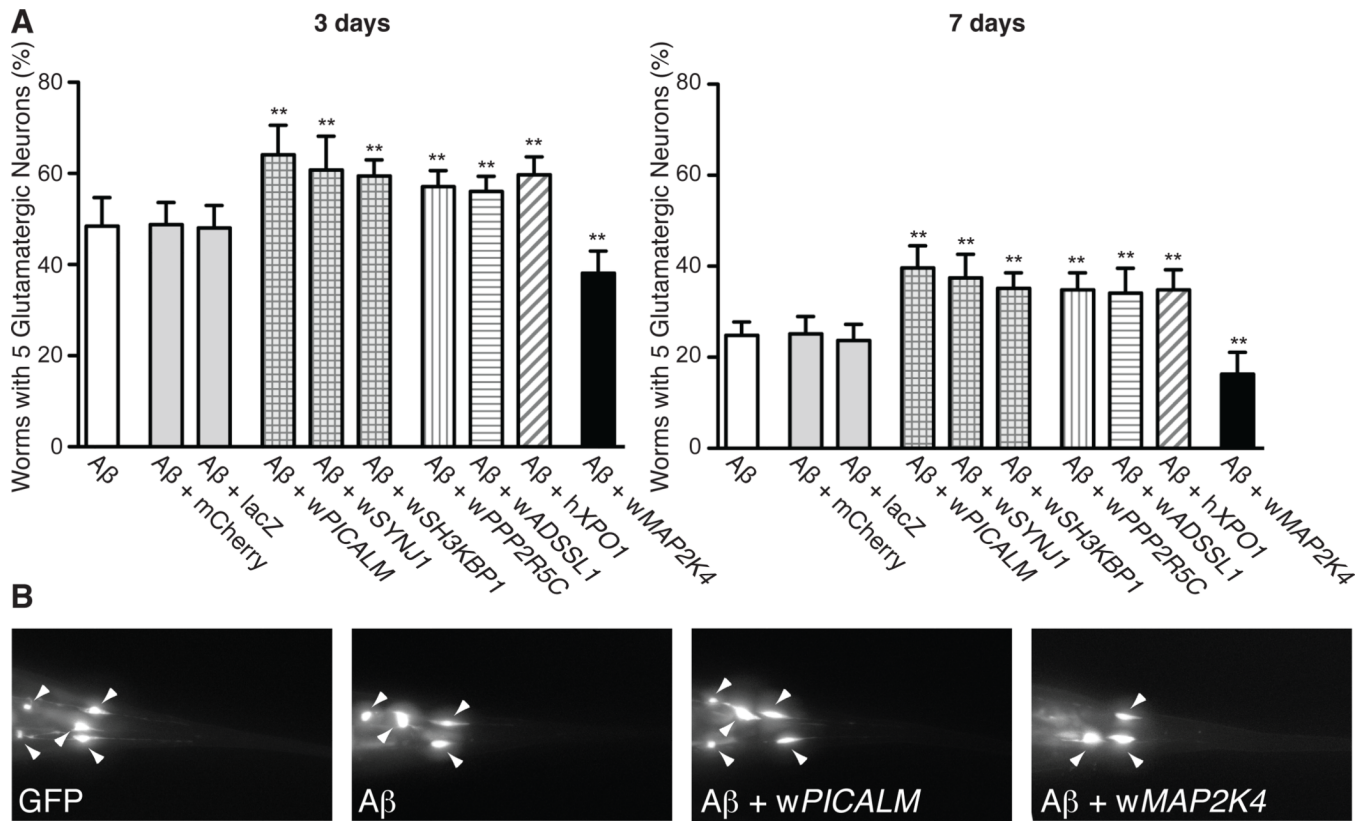 A
3 days
7 days
Worms with 5 Glutamatergic Neurons (%)
80
60
40
20
0
**
**
**
**
**
**
**
Aβ
Aβ + mCherry
Aβ + lacZ
Aβ + wPICALM
Aβ + wSYNJ1
Aβ + wSH3KBP1
Aβ + wPPP2R5C
Aβ + wADSSL1
Aβ + hXPO1
Aβ + wMAP2K4
Worms with 5 Glutamatergic Neurons (%)
80
60
40
20
0
**
**
**
**
**
**
**
Aβ
Aβ + mCherry
Aβ + lacZ
Aβ + wPICALM
Aβ + wSYNJ1
Aβ + wSH3KBP1
Aβ + wPPP2R5C
Aβ + wADSSL1
Aβ + hXPO1
Aβ + wMAP2K4
B
GFP
Aβ
Aβ + wPICALM
Aβ + wMAP2K4